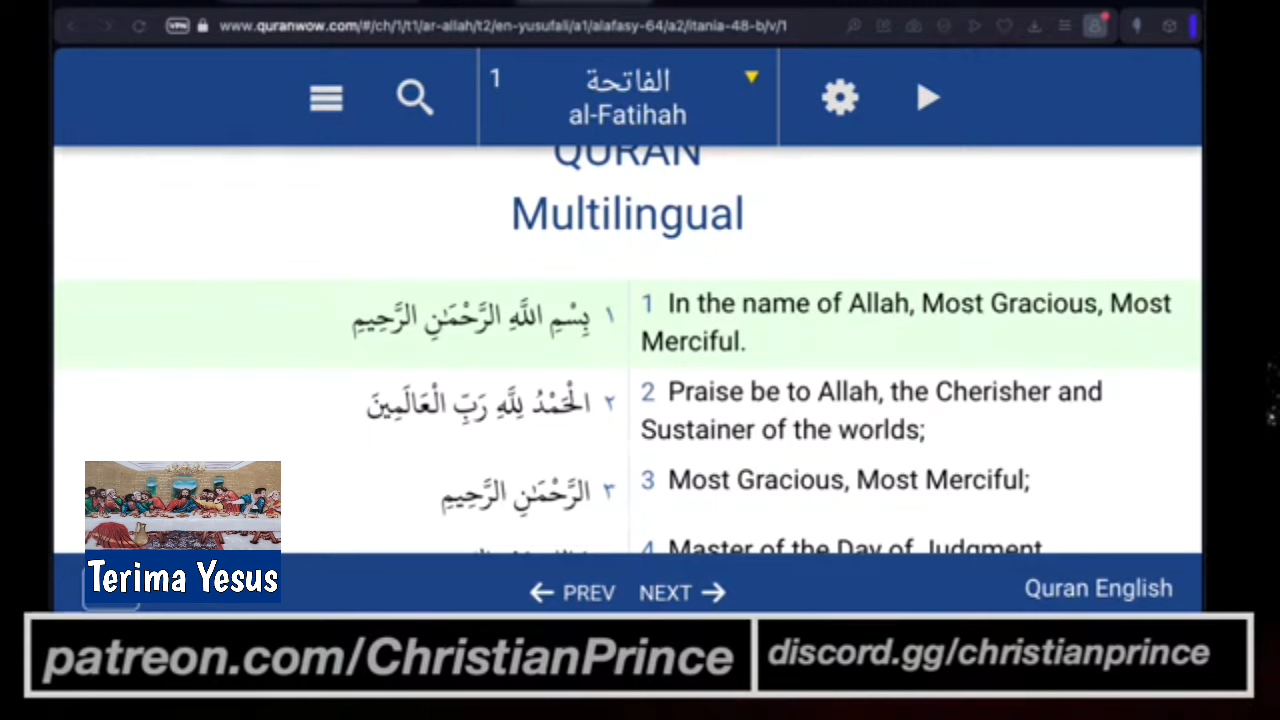 VPN www.quranwow.com/#/ch/1/t1/ar-allah/t2/en-yusufali/a1/alafasy-64/a2/itania-48-b/v/1
1 الفاتحة
al-Fatihah
QURAN
Multilingual
١ بِسْمِ اللَّهِ الرَّحْمَٰنِ الرَّحِيمِ
1 In the name of Allah, Most Gracious, Most
Merciful.
٢ الْحَمْدُ لِلَّهِ رَبِّ الْعَالَمِينَ
2 Praise be to Allah, the Cherisher and
Sustainer of the worlds;
٣ الرَّحْمَٰنِ الرَّحِيمِ
3 Most Gracious, Most Merciful;
4 Master of the Day of Judgment
Terima Yesus
← PREV NEXT →
Quran English
patreon.com/ChristianPrince
discord.gg/christianprince